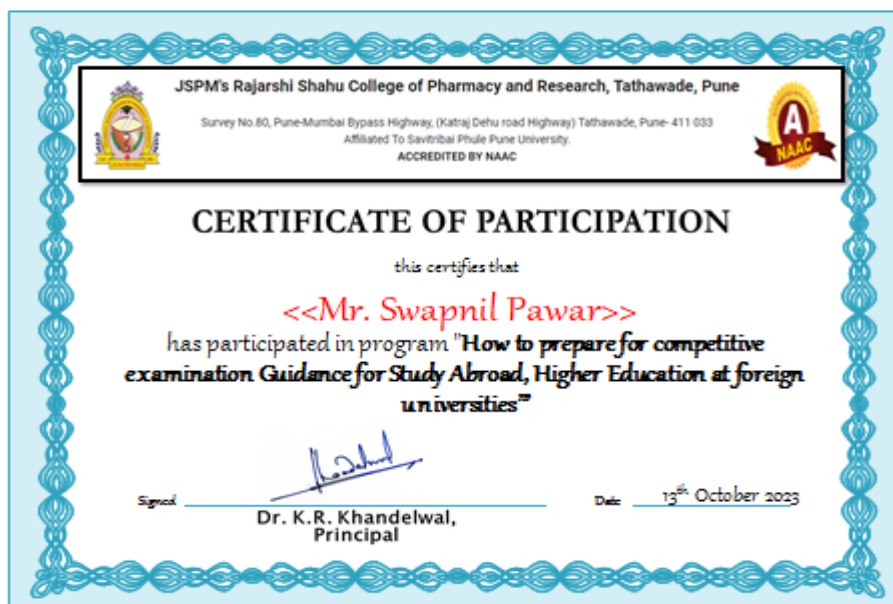 JSPM's Rajarshi Shahu College of Pharmacy and Research, Tathawade, Pune
Survey No.80, Pune-Mumbai Bypass Highway, (Katraj Dehu road Highway) Tathawade, Pune- 411 033
Affiliated To Savitribai Phule Pune University.
ACCREDITED BY NAAC
A
NAAC
CERTIFICATE OF PARTICIPATION
this certifies that
<<Mr. Swapnil Pawar>>
has participated in program "How to prepare for competitive
examination Guidance for Study Abroad, Higher Education at foreign
universities""
Signed
Date 13th October 2023
Dr. K.R. Khandelwal,
Principal